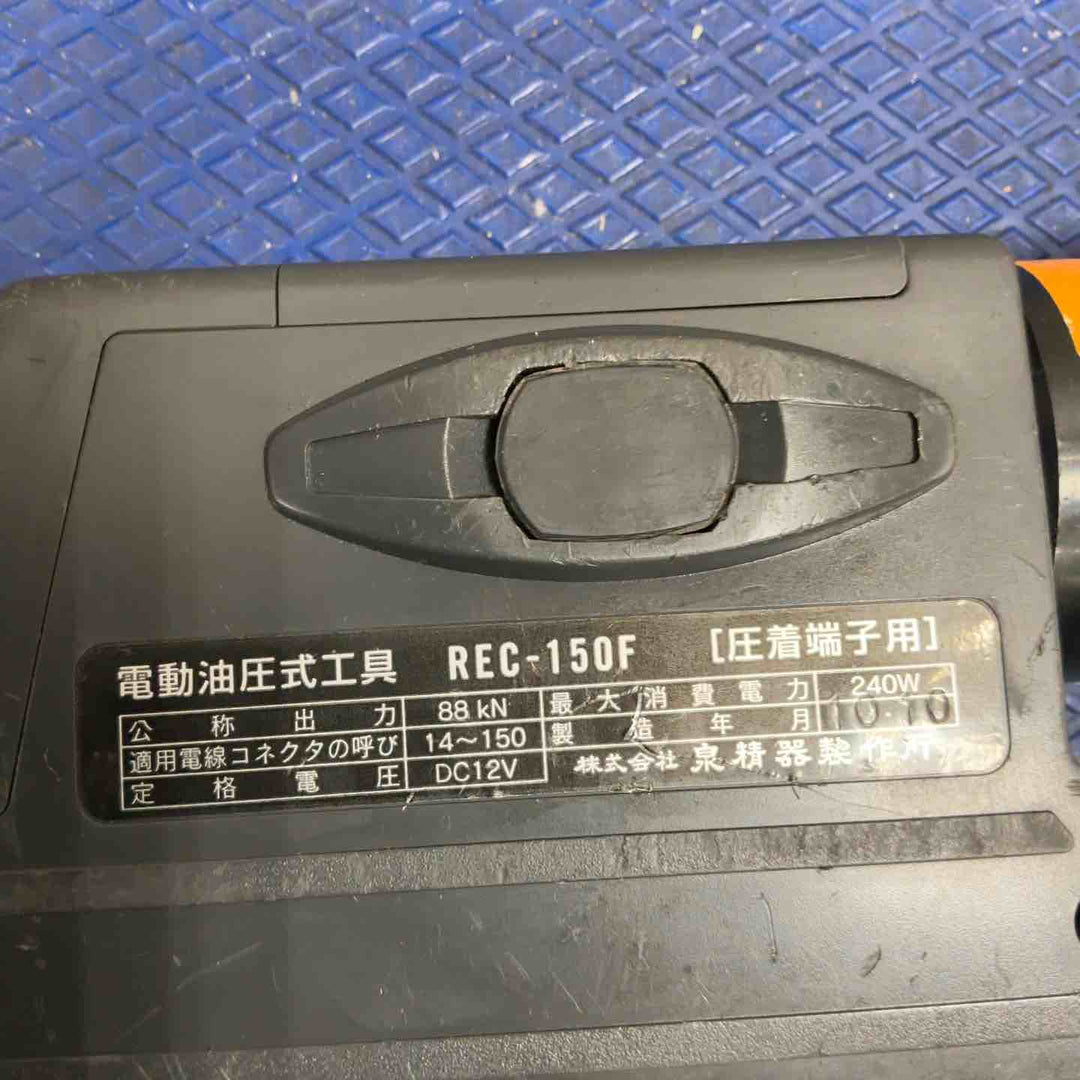 電動油圧式工具 REC-150F [圧着端子用]
公称出力 88 kN 最大消費電力 240W
適用電線コネクタの呼び 14～150 製造年月 10・10
定格電圧 DC12V 株式会社 泉精器製作所